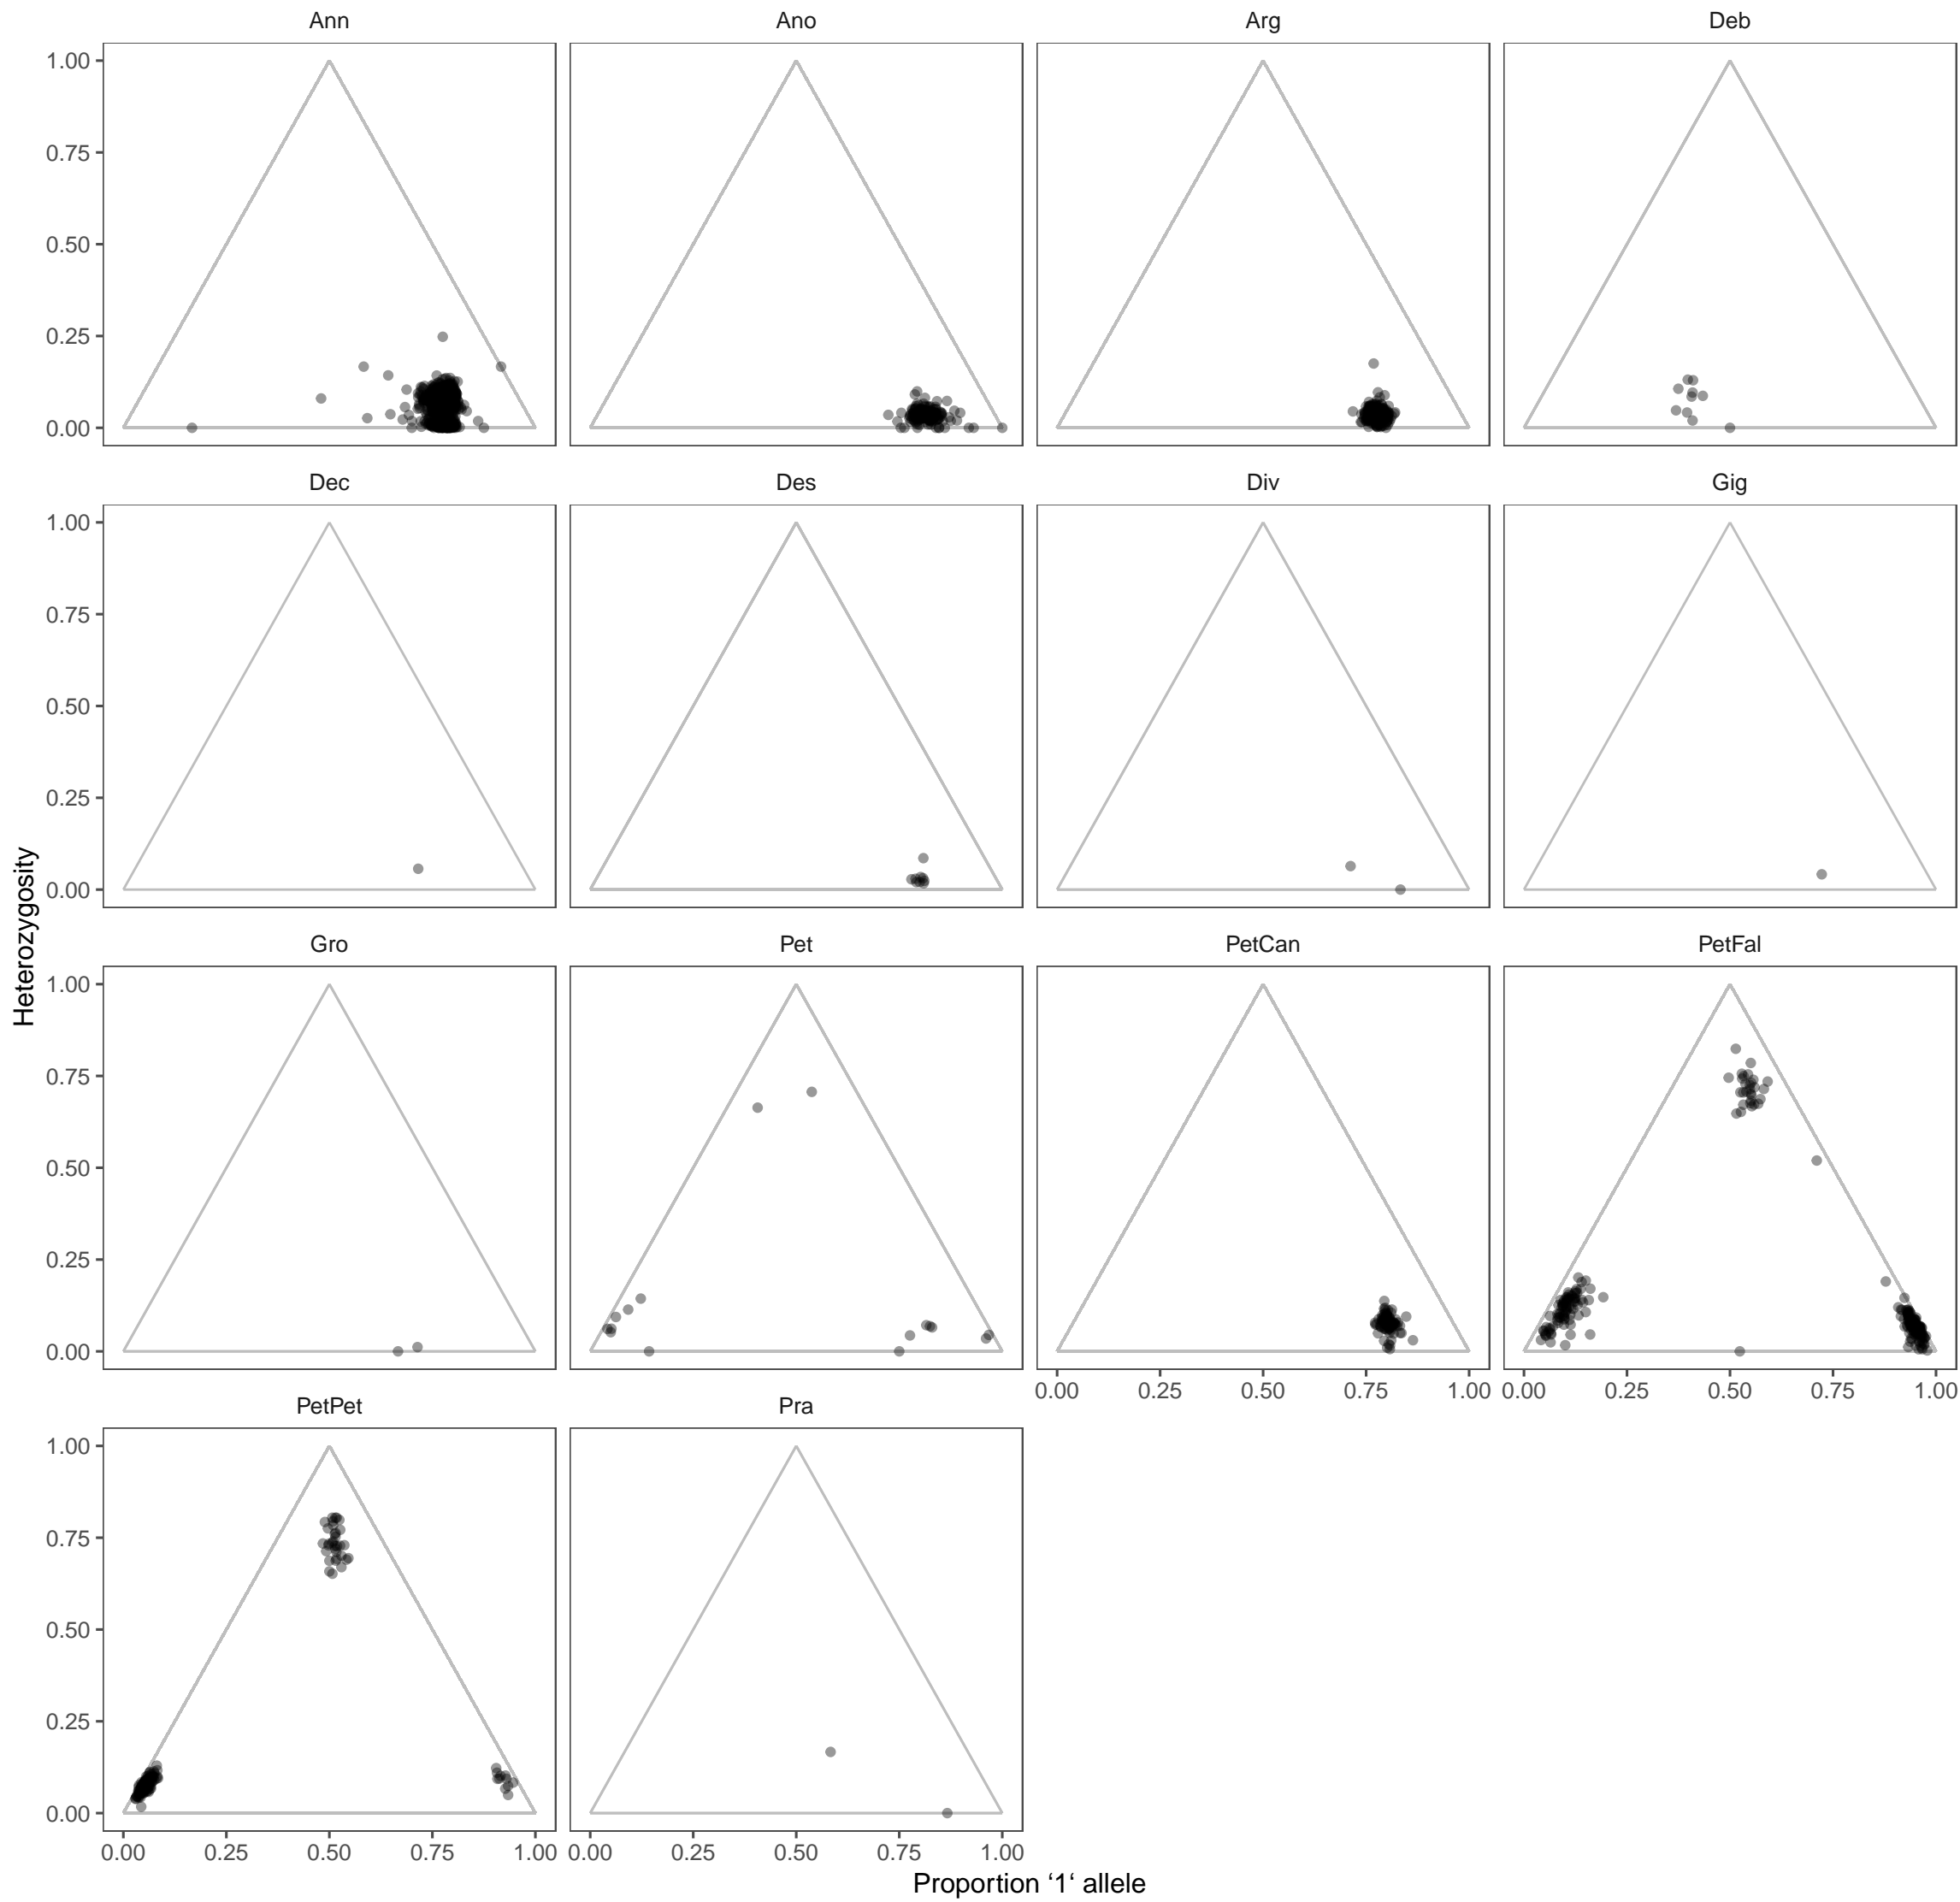 Ann Ano Arg Deb
1.00
0.75
0.50
0.25
0.00
Dec Des Div Gig
1.00
0.75
0.50
0.25
0.00
Heterozygosity
Gro Pet PetCan PetFal
1.00
0.75
0.50
0.25
0.00
0.00 0.25 0.50 0.75 1.00 0.00 0.25 0.50 0.75 1.00
PetPet Pra
1.00
0.75
0.50
0.25
0.00
0.00 0.25 0.50 0.75 1.00 0.00 0.25 0.50 0.75 1.00
Proportion ‘1‘ allele